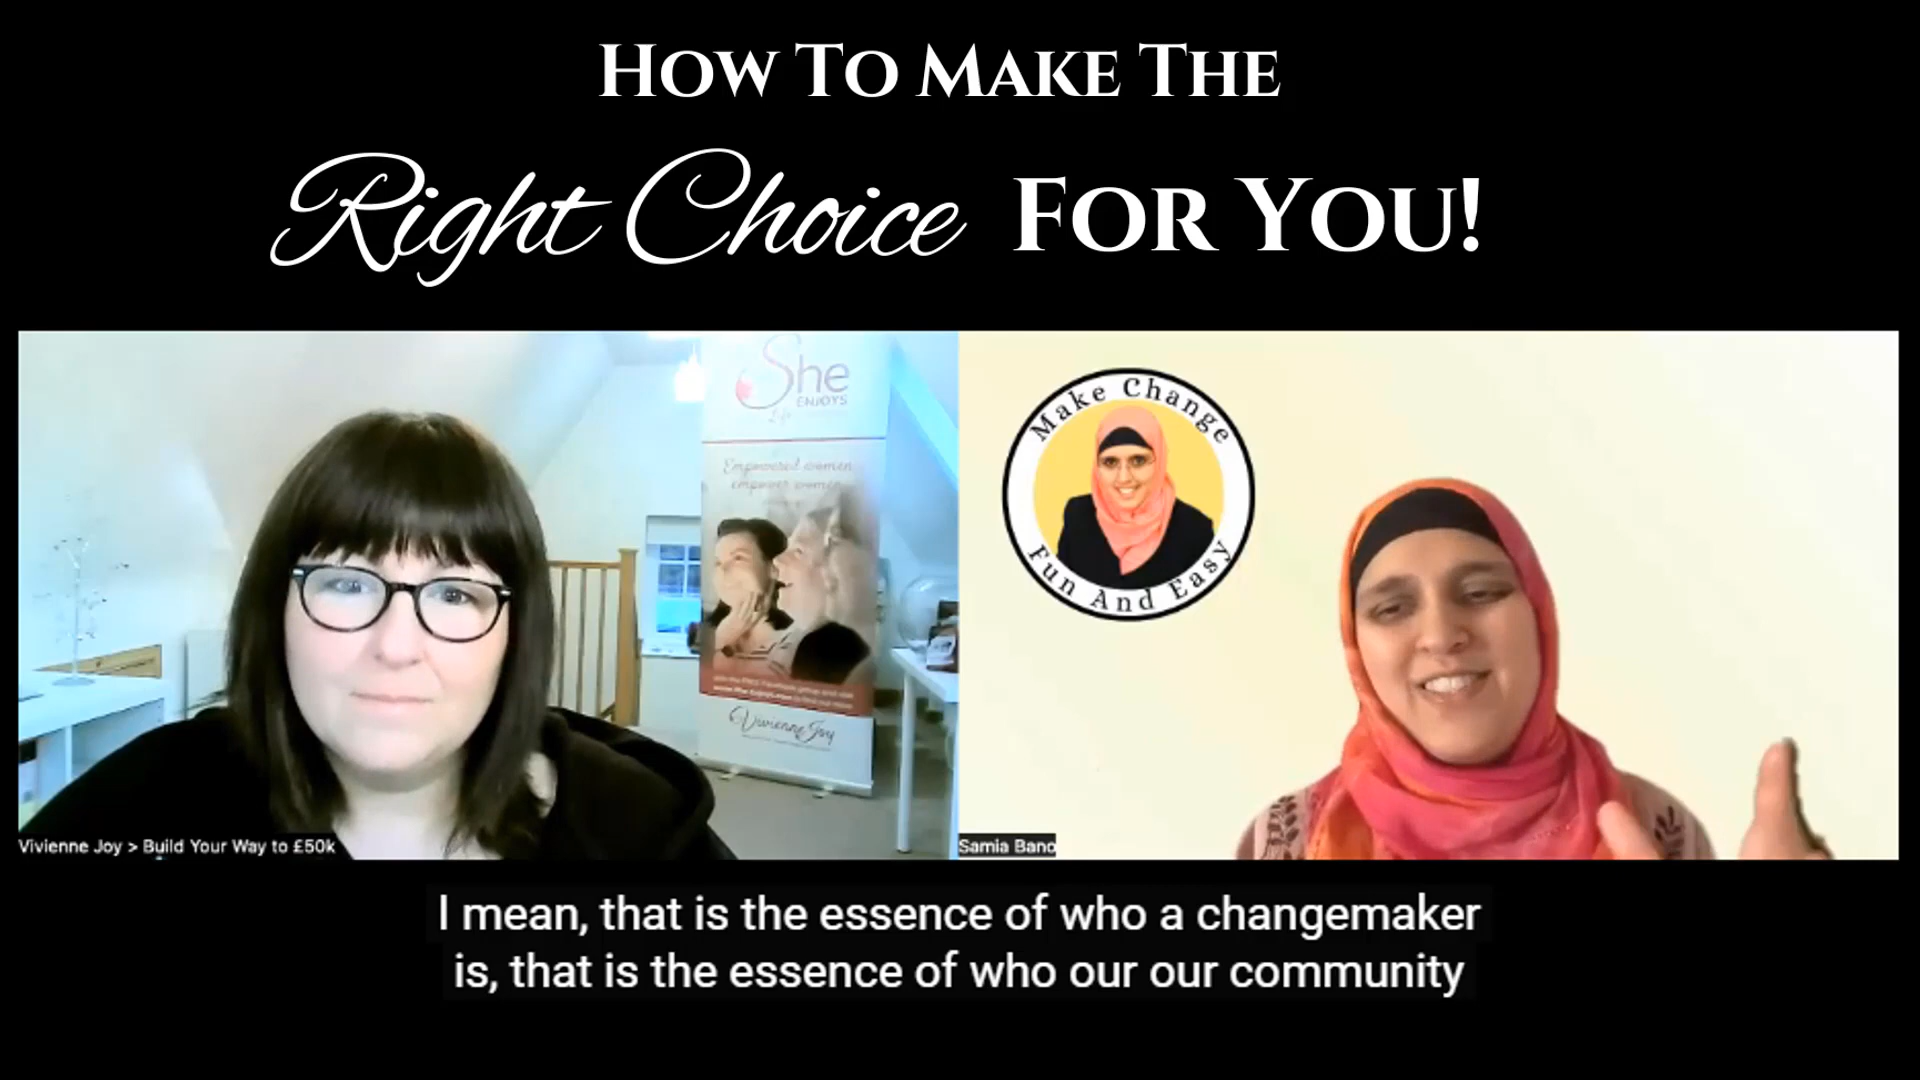 How To Make The
Right Choice For You!
She
ENJOYS
Life
Empowered women
empower women
Vivienne Joy
Make Change
Fun And Easy
Vivienne Joy > Build Your Way to £50k
Samia Bano
I mean, that is the essence of who a changemaker
is, that is the essence of who our our community